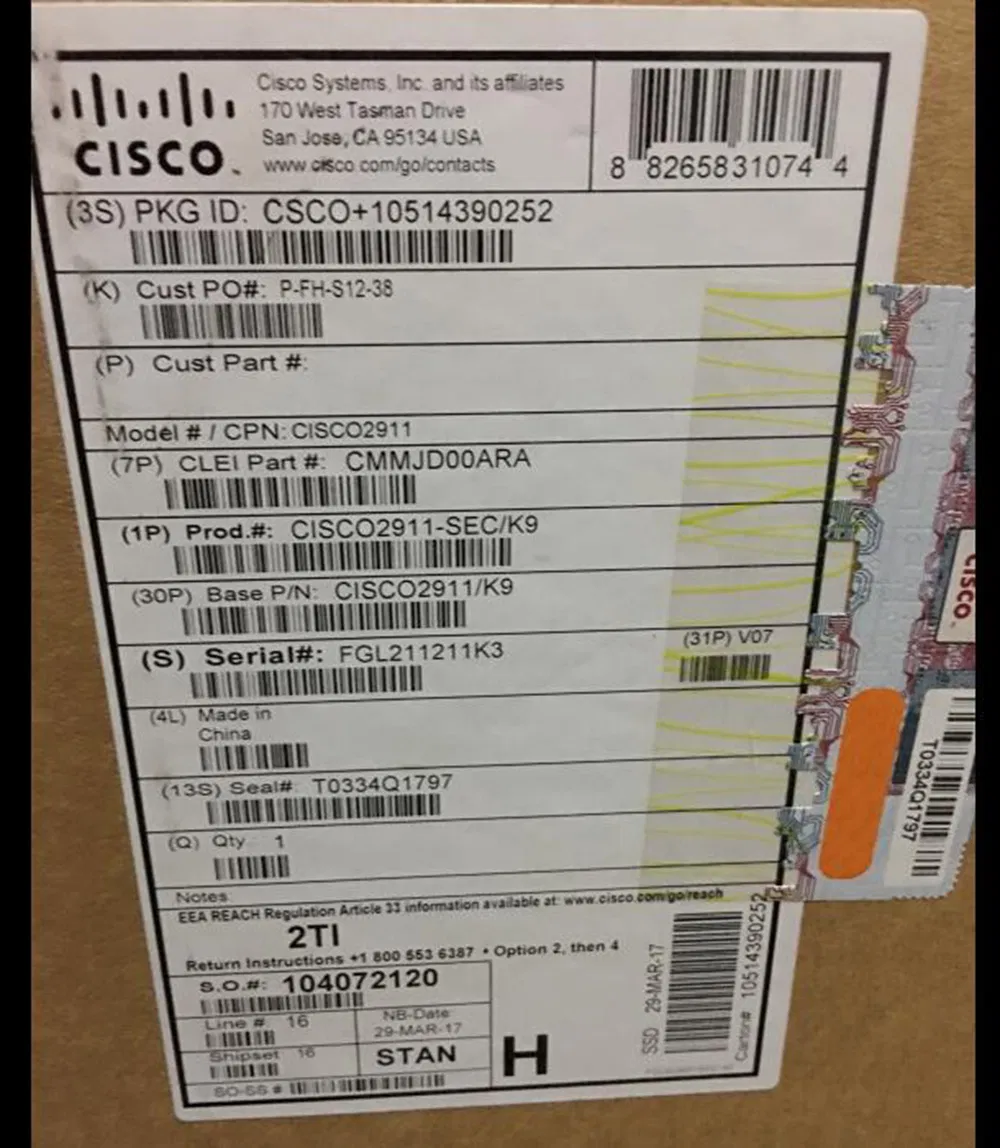 CISCO
Cisco Systems, Inc. and its affiliates
170 West Tasman Drive
San Jose, CA 95134 USA
www.cisco.com/go/contacts
8 8265831074 4
(3S) PKG ID: CSCO+10514390252
(K) Cust PO#: P-FH-S12-38
(P) Cust Part #:
Model # / CPN: CISCO2911
(7P) CLEI Part #: CMMJD00ARA
(1P) Prod.#: CISCO2911-SEC/K9
(30P) Base P/N: CISCO2911/K9
(S) Serial#: FGL211211K3
(31P) V07
(4L) Made in
China
(13S) Seal# T0334Q1797
(Q) Qty 1
Notes
EEA REACH Regulation Article 33 information available at: www.cisco.com/go/reach
2TI
Return Instructions +1 800 553 6387 • Option 2, then 4
S.O.#: 104072120
Line # 16
NB-Date
29-MAR-17
Shipset 16
STAN
SO-SS #
H
SSD 29-MAR-17
Carton# 10514390252
CISCO
T0334Q1797